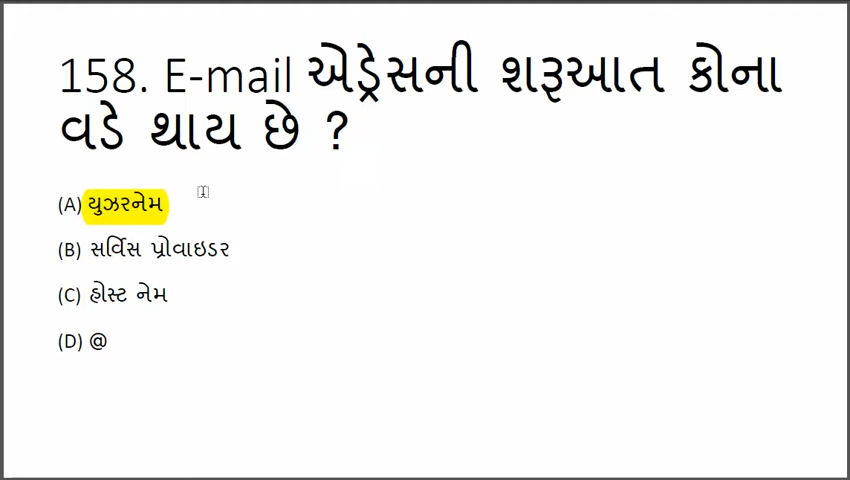 158. E-mail એડ્રેસની શરૂઆત કોના
વડે થાય છે ?
(A) યુઝરનેમ
(B) સર્વિસ પ્રોવાઇડર
(C) હોસ્ટ નેમ
(D) @